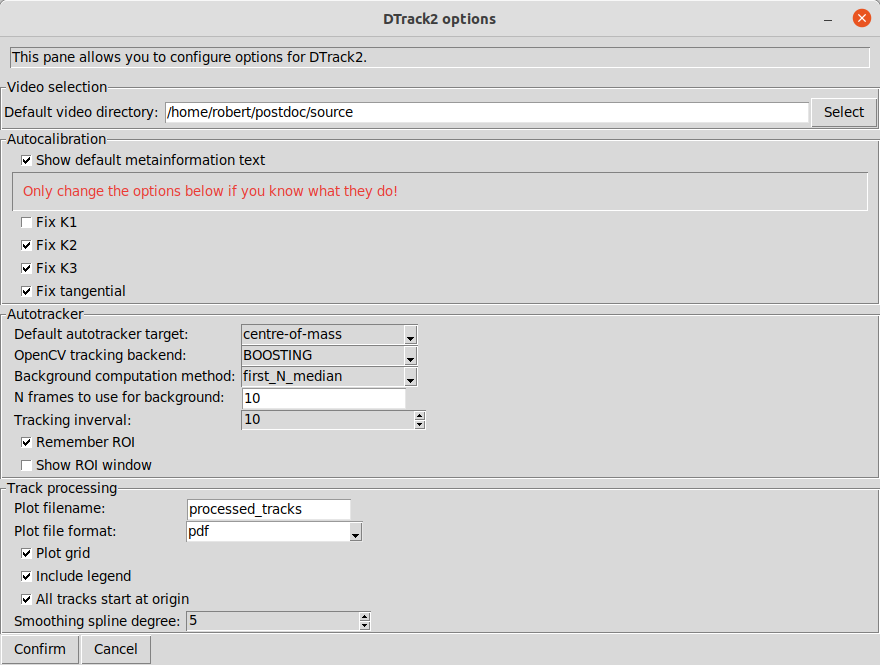 DTrack2 options
This pane allows you to configure options for DTrack2.
Video selection
Default video directory: /home/robert/postdoc/source Select
Autocalibration
Show default metainformation text
Only change the options below if you know what they do!
Fix K1
Fix K2
Fix K3
Fix tangential
Autotracker
Default autotracker target: centre-of-mass
OpenCV tracking backend: BOOSTING
Background computation method: first_N_median
N frames to use for background: 10
Tracking inverval: 10
Remember ROI
Show ROI window
Track processing
Plot filename: processed_tracks
Plot file format: pdf
Plot grid
Include legend
All tracks start at origin
Smoothing spline degree: 5
Confirm Cancel